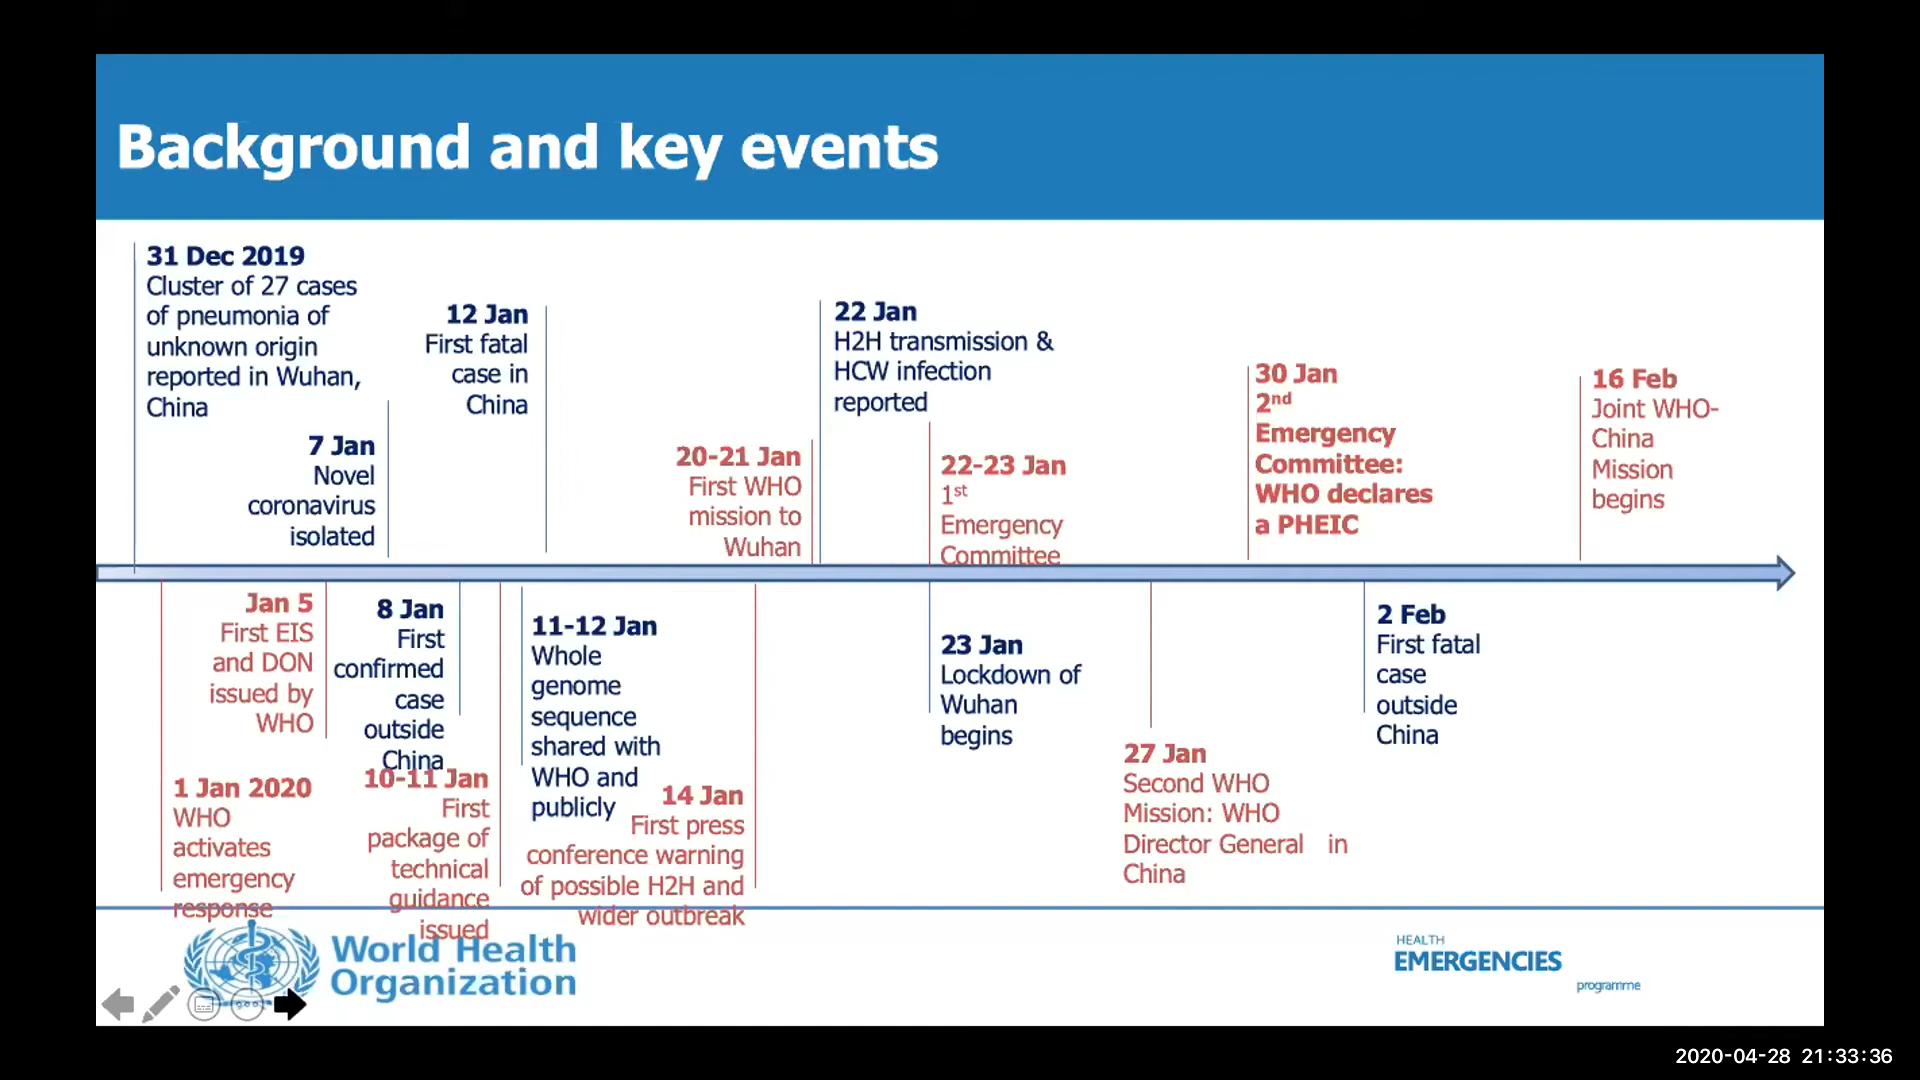 Background and key events
31 Dec 2019
Cluster of 27 cases
of pneumonia of
unknown origin
reported in Wuhan,
China
7 Jan
Novel
coronavirus
isolated
12 Jan
First fatal
case in
China
20-21 Jan
First WHO
mission to
Wuhan
22 Jan
H2H transmission &
HCW infection
reported
22-23 Jan
1st
Emergency
Committee
30 Jan
2nd
Emergency
Committee:
WHO declares
a PHEIC
16 Feb
Joint WHO-
China
Mission
begins
1 Jan 2020
WHO
activates
emergency
response
Jan 5
First EIS
and DON
issued by
WHO
8 Jan
First
confirmed
case
outside
China
10-11 Jan
First
package of
technical
guidance
issued
11-12 Jan
Whole
genome
sequence
shared with
WHO and
publicly
14 Jan
First press
conference warning
of possible H2H and
wider outbreak
23 Jan
Lockdown of
Wuhan
begins
27 Jan
Second WHO
Mission: WHO
Director General in
China
2 Feb
First fatal
case
outside
China
World Health
Organization
HEALTH
EMERGENCIES
programme
2020-04-28 21:33:36